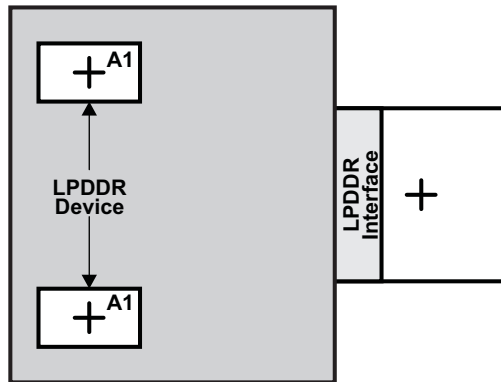 A1
LPDDR
Device
LPDDR
Interface
A1